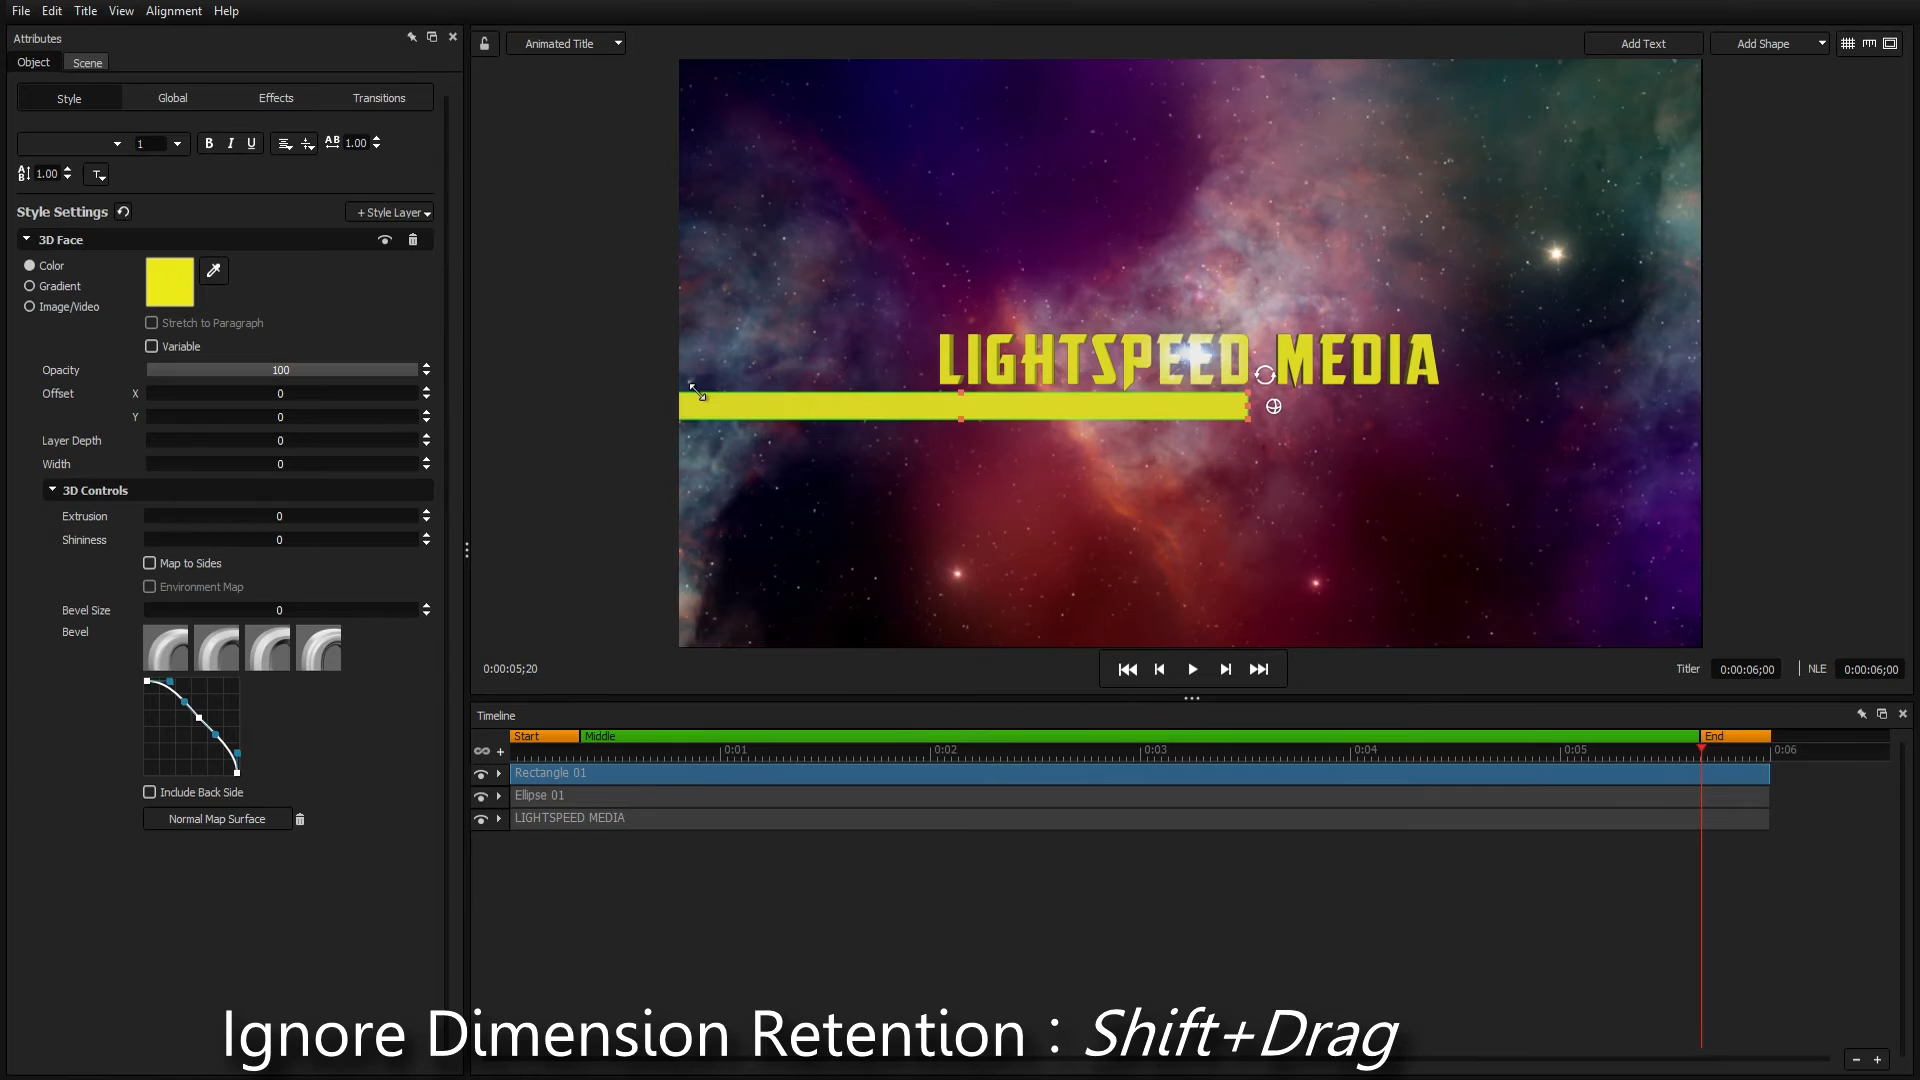 File Edit Title View Alignment Help
Attributes
Object Scene
Style Global Effects Transitions
1 B I U AB 1.00
AB 1.00 T
Style Settings + Style Layer
3D Face
Color
Gradient
Image/Video
Stretch to Paragraph
Variable
Opacity 100
Offset X 0
Y 0
Layer Depth 0
Width 0
3D Controls
Extrusion 0
Shininess 0
Map to Sides
Environment Map
Bevel Size 0
Bevel
Include Back Side
Normal Map Surface
Animated Title Add Text Add Shape
LIGHTSPEED MEDIA
0:00:05;20 Titler 0:00:06;00 NLE 0:00:06;00
Timeline
Start Middle End
0:01 0:02 0:03 0:04 0:05 0:06
Rectangle 01
Ellipse 01
LIGHTSPEED MEDIA
Ignore Dimension Retention : Shift+Drag